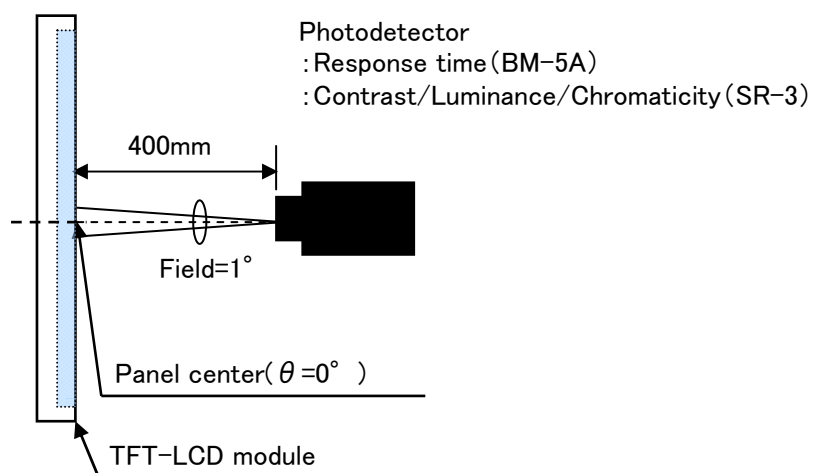 Photodetector
:Response time(BM-5A)
:Contrast/Luminance/Chromaticity(SR-3)
400mm
Field=1°
Panel center(θ=0° )
TFT-LCD module